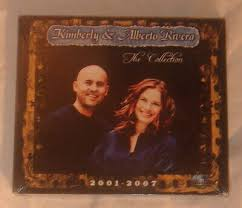 Kimberly & Alberto Rivera
The Collection
2001-2007